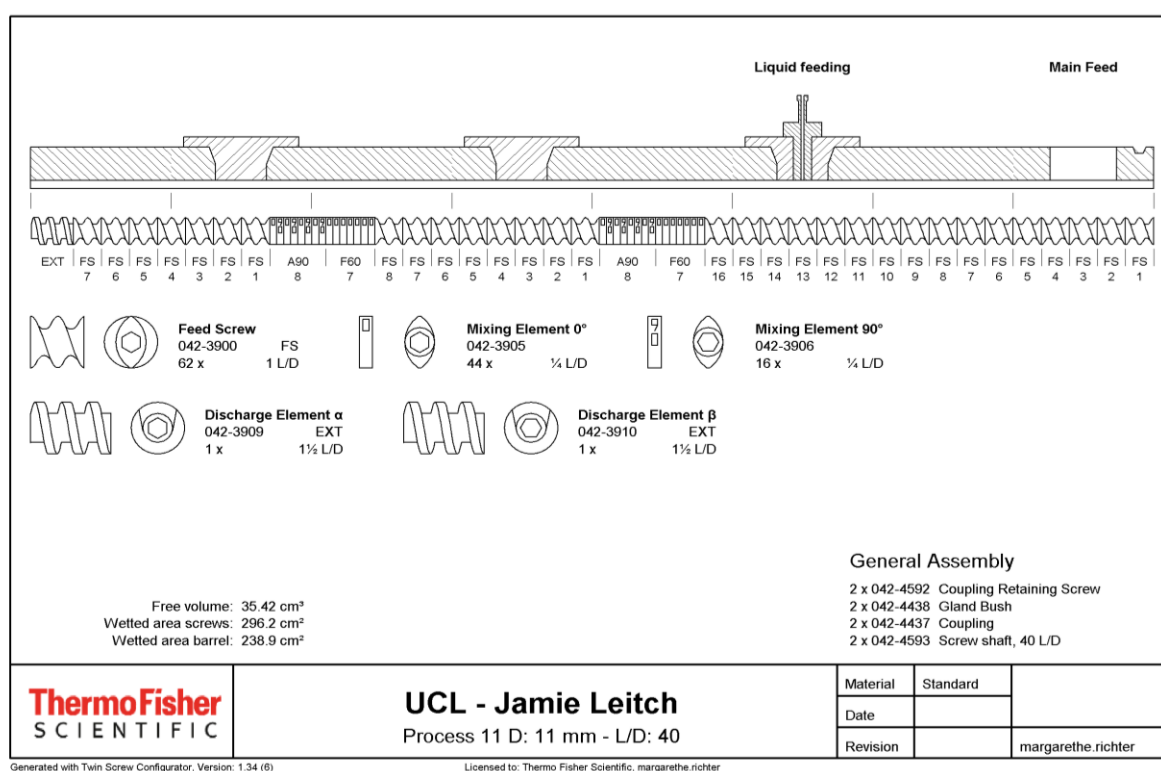 Liquid feeding Main Feed
EXT FS FS FS FS FS FS FS A90 F60 FS FS FS FS FS FS FS FS A90 F60 FS FS FS FS FS FS FS FS FS FS FS FS FS FS FS FS
7 6 5 4 3 2 1 8 7 8 7 6 5 4 3 2 1 8 7 16 15 14 13 12 11 10 9 8 7 6 5 4 3 2 1
Feed Screw
042-3900 FS
62 x 1 L/D
Mixing Element 0°
042-3905
44 x ¼ L/D
Mixing Element 90°
042-3906
16 x ¼ L/D
Discharge Element α
042-3909 EXT
1 x 1½ L/D
Discharge Element β
042-3910 EXT
1 x 1½ L/D
General Assembly
2 x 042-4592 Coupling Retaining Screw
2 x 042-4438 Gland Bush
2 x 042-4437 Coupling
2 x 042-4593 Screw shaft, 40 L/D
Free volume: 35.42 cm³
Wetted area screws: 296.2 cm²
Wetted area barrel: 238.9 cm²
ThermoFisher
SCIENTIFIC
UCL - Jamie Leitch
Process 11 D: 11 mm - L/D: 40
Material Standard
Date
Revision margarethe.richter
Generated with Twin Screw Configurator, Version: 1.34 (6) Licensed to: Thermo Fisher Scientific, margarethe.richter